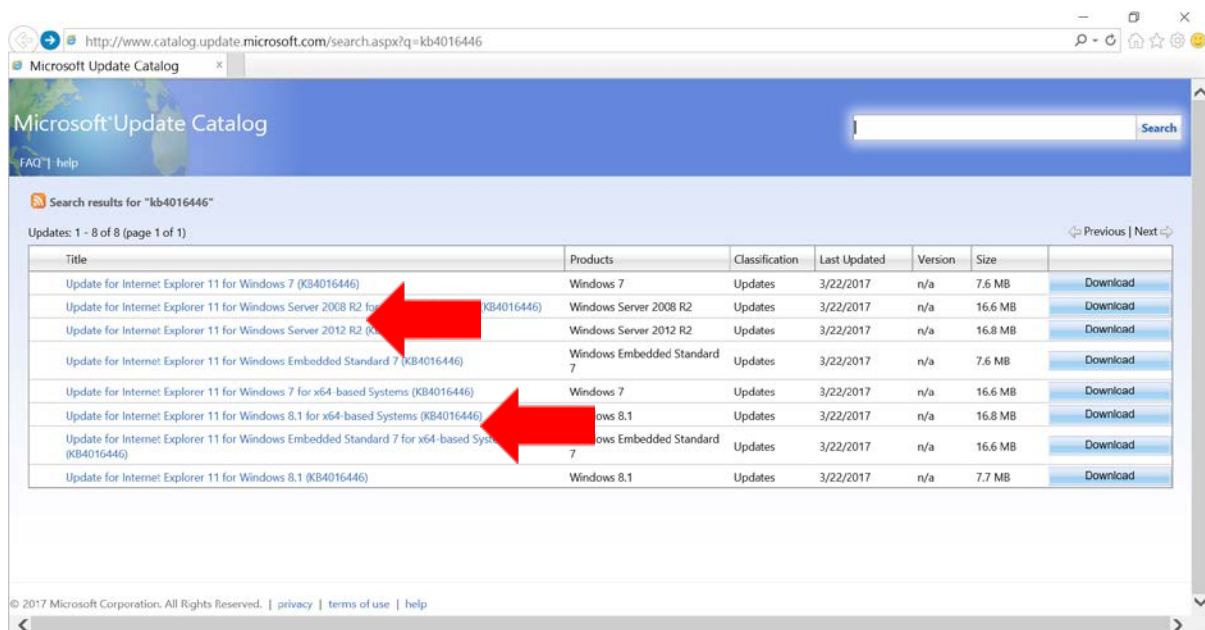 http://www.catalog.update.microsoft.com/search.aspx?q=kb4016446
Microsoft Update Catalog
Microsoft Update Catalog
Search
FAQ | help
Search results for "kb4016446"
Updates: 1 - 8 of 8 (page 1 of 1) Previous | Next
Title Products Classification Last Updated Version Size
Update for Internet Explorer 11 for Windows 7 (KB4016446) Windows 7 Updates 3/22/2017 n/a 7.6 MB Download
Update for Internet Explorer 11 for Windows Server 2008 R2 for (KB4016446) Windows Server 2008 R2 Updates 3/22/2017 n/a 16.6 MB Download
Update for Internet Explorer 11 for Windows Server 2012 R2 Windows Server 2012 R2 Updates 3/22/2017 n/a 16.8 MB Download
Update for Internet Explorer 11 for Windows Embedded Standard 7 (KB4016446) Windows Embedded Standard 7 Updates 3/22/2017 n/a 7.6 MB Download
Update for Internet Explorer 11 for Windows 7 for x64-based Systems (KB4016446) Windows 7 Updates 3/22/2017 n/a 16.6 MB Download
Update for Internet Explorer 11 for Windows 8.1 for x64-based Systems (KB4016446) 8.1 Updates 3/22/2017 n/a 16.8 MB Download
Update for Internet Explorer 11 for Windows Embedded Standard 7 for x64-based Embedded Standard
(KB4016446) 7 Updates 3/22/2017 n/a 16.6 MB Download
Update for Internet Explorer 11 for Windows 8.1 (KB4016446) Windows 8.1 Updates 3/22/2017 n/a 7.7 MB Download
© 2017 Microsoft Corporation. All Rights Reserved. | privacy | terms of use | help